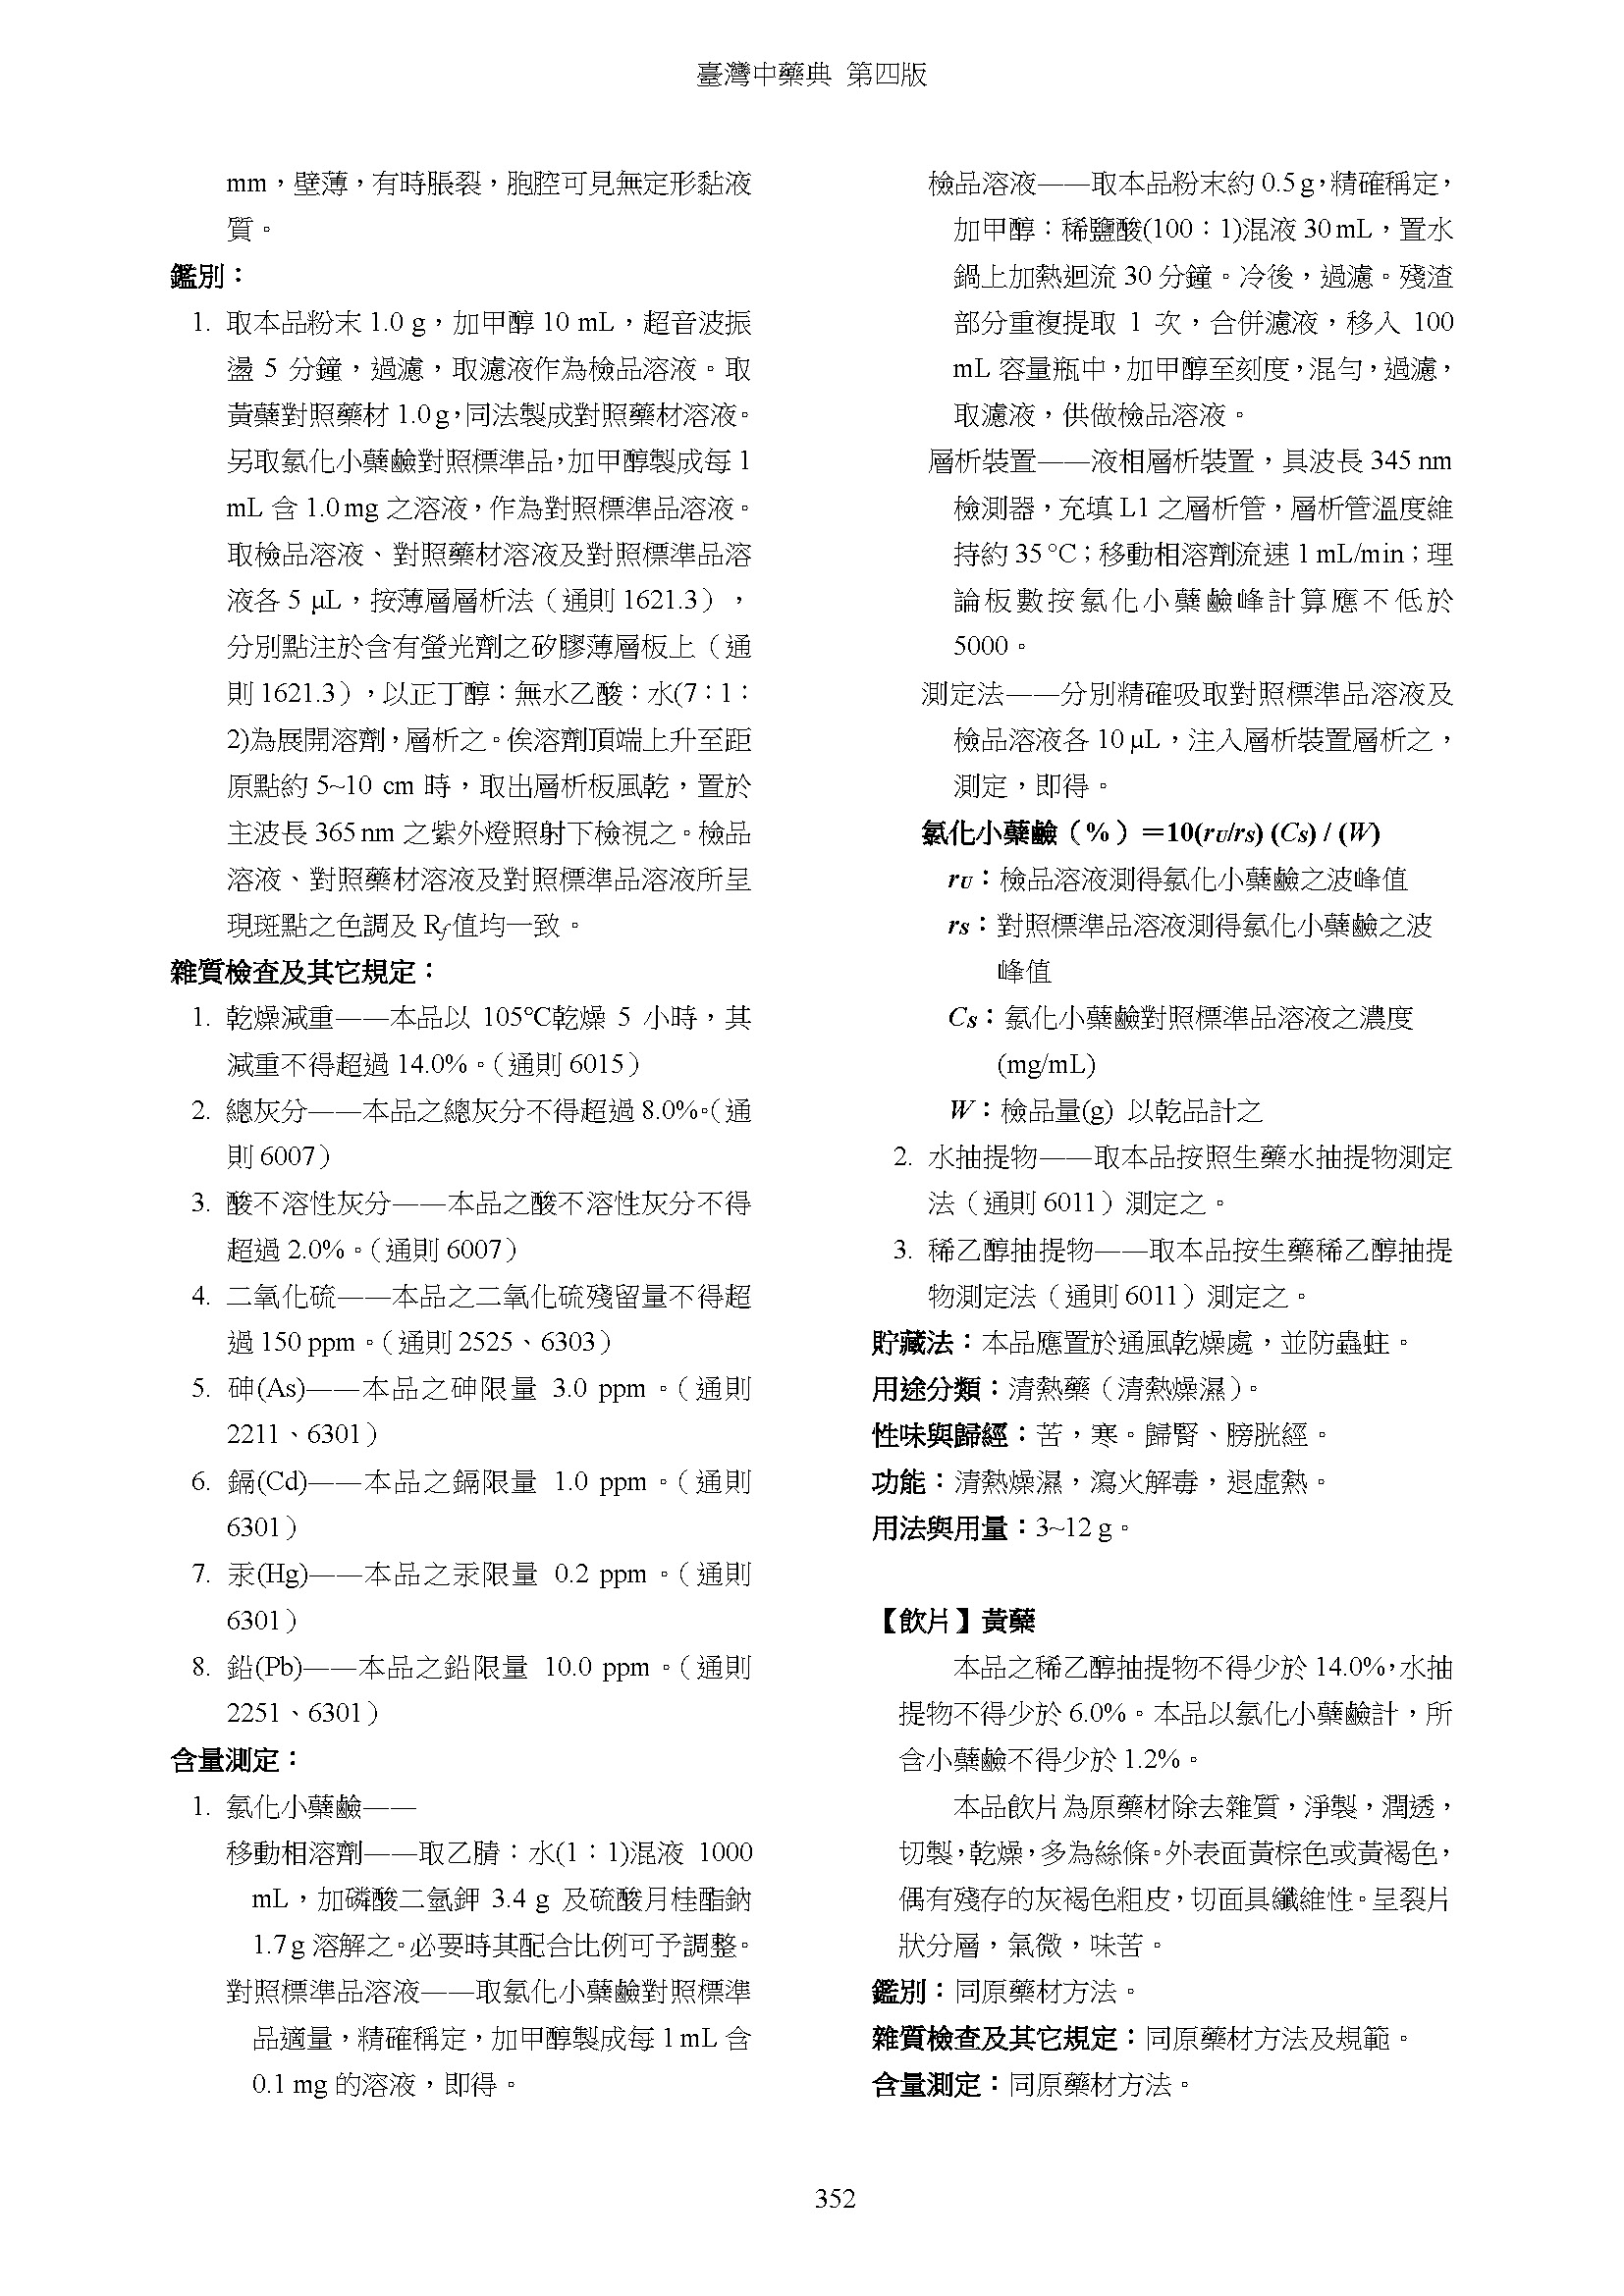 臺灣中藥典 第四版
mm，壁薄，有時脹裂，胞腔可見無定形黏液
質。
鑑別：
1. 取本品粉末 1.0 g，加甲醇 10 mL，超音波振
盪 5 分鐘，過濾，取濾液作為檢品溶液。取
黃蘗對照藥材 1.0 g，同法製成對照藥材溶液。
另取氯化小蘗鹼對照標準品，加甲醇製成每 1
mL 含 1.0 mg 之溶液，作為對照標準品溶液。
取檢品溶液、對照藥材溶液及對照標準品溶
液各 5 μL，按薄層層析法（通則 1621.3），
分別點注於含有螢光劑之矽膠薄層板上（通
則 1621.3），以正丁醇：無水乙酸：水(7：1：
2)為展開溶劑，層析之。俟溶劑頂端上升至距
原點約 5~10 cm 時，取出層析板風乾，置於
主波長 365 nm 之紫外燈照射下檢視之。檢品
溶液、對照藥材溶液及對照標準品溶液所呈
現斑點之色調及 Rf值均一致。
雜質檢查及其它規定：
1. 乾燥減重——本品以 105℃乾燥 5 小時，其
減重不得超過 14.0%。（通則 6015）
2. 總灰分——本品之總灰分不得超過 8.0%。（通
則 6007）
3. 酸不溶性灰分——本品之酸不溶性灰分不得
超過 2.0%。（通則 6007）
4. 二氧化硫——本品之二氧化硫殘留量不得超
過 150 ppm。（通則 2525、6303）
5. 砷(As)——本品之砷限量 3.0 ppm。（通則
2211、6301）
6. 鎘(Cd)——本品之鎘限量 1.0 ppm。（通則
6301）
7. 汞(Hg)——本品之汞限量 0.2 ppm。（通則
6301）
8. 鉛(Pb)——本品之鉛限量 10.0 ppm。（通則
2251、6301）
含量測定：
1. 氯化小蘗鹼——
移動相溶劑——取乙腈：水(1：1)混液 1000
mL，加磷酸二氫鉀 3.4 g 及硫酸月桂酯鈉
1.7 g 溶解之。必要時其配合比例可予調整。
對照標準品溶液——取氯化小蘗鹼對照標準
品適量，精確稱定，加甲醇製成每 1 mL 含
0.1 mg 的溶液，即得。
檢品溶液——取本品粉末約 0.5 g，精確稱定，
加甲醇：稀鹽酸(100：1)混液 30 mL，置水
鍋上加熱迴流 30 分鐘。冷後，過濾。殘渣
部分重複提取 1 次，合併濾液，移入 100
mL 容量瓶中，加甲醇至刻度，混勻，過濾，
取濾液，供做檢品溶液。
層析裝置——液相層析裝置，具波長 345 nm
檢測器，充填 L1 之層析管，層析管溫度維
持約 35 ℃；移動相溶劑流速 1 mL/min；理
論板數按氯化小蘗鹼峰計算應不低於
5000。
測定法——分別精確吸取對照標準品溶液及
檢品溶液各 10 μL，注入層析裝置層析之，
測定，即得。
氯化小蘗鹼（%）＝10(rU/rS) (CS) / (W)
rU：檢品溶液測得氯化小蘗鹼之波峰值
rS：對照標準品溶液測得氯化小蘗鹼之波
峰值
CS：氯化小蘗鹼對照標準品溶液之濃度
(mg/mL)
W：檢品量(g) 以乾品計之
2. 水抽提物——取本品按照生藥水抽提物測定
法（通則 6011）測定之。
3. 稀乙醇抽提物——取本品按生藥稀乙醇抽提
物測定法（通則 6011）測定之。
貯藏法：本品應置於通風乾燥處，並防蟲蛀。
用途分類：清熱藥（清熱燥濕）。
性味與歸經：苦，寒。歸腎、膀胱經。
功能：清熱燥濕，瀉火解毒，退虛熱。
用法與用量：3~12 g。
【飲片】黃蘗
本品之稀乙醇抽提物不得少於 14.0%，水抽
提物不得少於 6.0%。本品以氯化小蘗鹼計，所
含小蘗鹼不得少於 1.2%。
本品飲片為原藥材除去雜質，淨製，潤透，
切製，乾燥，多為絲條。外表面黃棕色或黃褐色，
偶有殘存的灰褐色粗皮，切面具纖維性。呈裂片
狀分層，氣微，味苦。
鑑別：同原藥材方法。
雜質檢查及其它規定：同原藥材方法及規範。
含量測定：同原藥材方法。
352